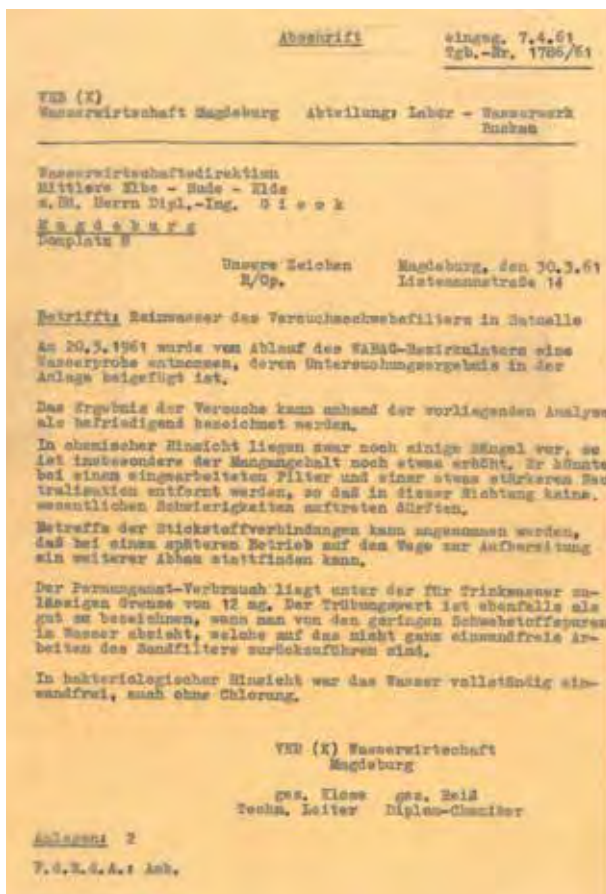 Abschrift
eingeg. 7.4.61
Tgb.-Nr. 1786/61
VEB (K)
Wasserwirtschaft Magdeburg Abteilung: Labor - Wasserwerk
Buckau
Wasserwirtschaftsdirektion
Mittlere Elbe - Sude - Elde
z.Hd. Herrn Dipl.-Ing.
Magdeburg
Domplatz
Unsere Zeichen Magdeburg, den 30.3.61
R/Op. Listemannstraße 14
Betrifft: Reinwasser des Versuchsschwebefilters in Satuelle
Am 20.3.1961 wurde vom Ablauf des WABAG-Rezirkulators eine
Wasserprobe entnommen, deren Untersuchungsergebnis in der
Anlage beigefügt ist.
Das Ergebnis der Versuche kann anhand der vorliegenden Analyse
als befriedigend bezeichnet werden.
In chemischer Hinsicht liegen zwar noch einige Mängel vor, so
ist insbesondere der Mangangehalt noch etwas erhöht. Er könnte
bei einem eingearbeiteten Filter und einer etwas stärkeren Neu-
tralisation entfernt werden, so daß in dieser Richtung keine
wesentlichen Schwierigkeiten auftreten dürften.
Betreffs der Stickstoffverbindungen kann angenommen werden,
daß bei einem späteren Betrieb auf dem Wege zur Aufbereitung
ein weiterer Abbau stattfinden kann.
Der Permanganat-Verbrauch liegt unter der für Trinkwasser zu-
lässigen Grenze von 12 mg. Der Trübungswert ist ebenfalls als
gut zu bezeichnen, wenn man von den geringen Schwebstoffspuren
im Wasser absieht, welche auf das nicht ganz einwandfreie Ar-
beiten des Sandfilters zurückzuführen sind.
In bakteriologischer Hinsicht war das Wasser vollständig ein-
wandfrei, auch ohne Chlorung.
VEB (K) Wasserwirtschaft
Magdeburg
gez. Klose gez. Reiß
Techn. Leiter Diplom-Chemiker
Anlagen: 2
F.d.R.d.A.: